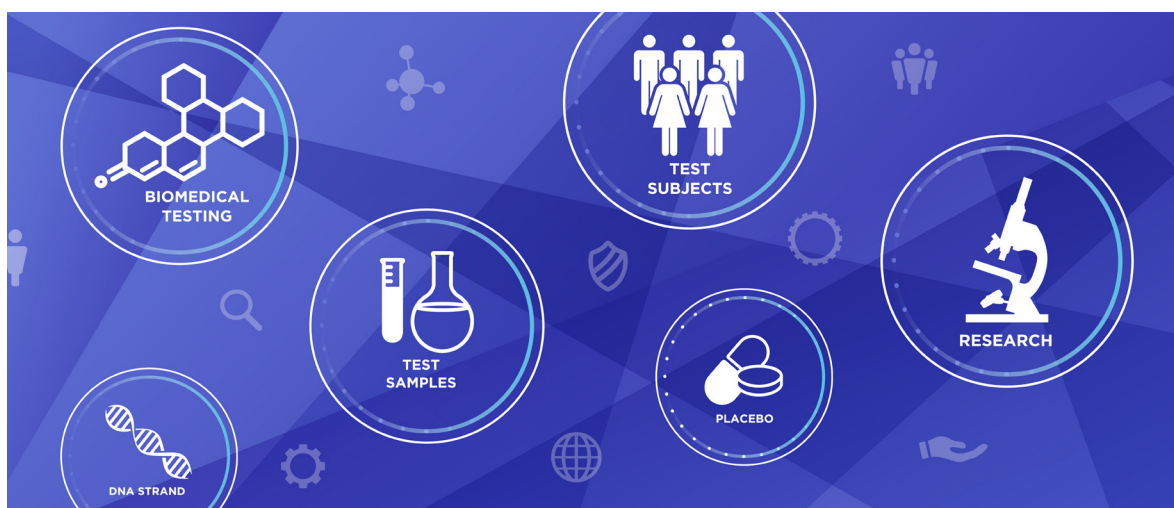 BIOMEDICAL
TESTING
TEST
SUBJECTS
RESEARCH
TEST
SAMPLES
PLACEBO
DNA STRAND